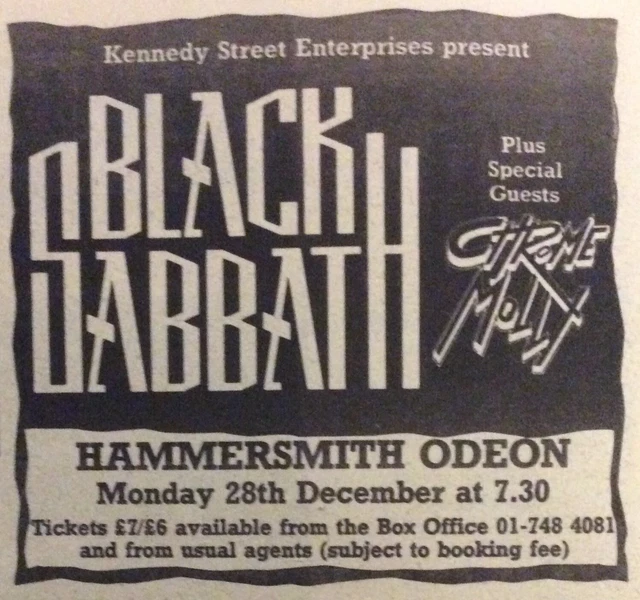 Kennedy Street Enterprises present
BLACK
SABBATH
Plus
Special
Guests
CHROME
MOLLY
HAMMERSMITH ODEON
Monday 28th December at 7.30
Tickets £7/£6 available from the Box Office 01-748 4081
and from usual agents (subject to booking fee)